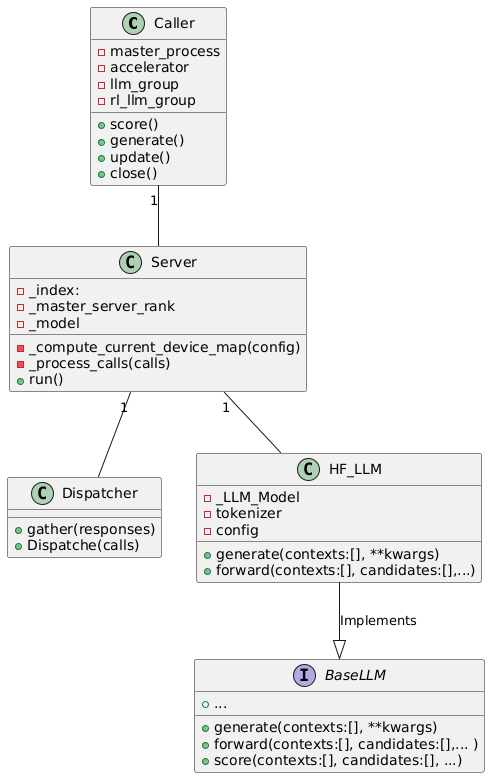 C Caller
master_process
accelerator
llm_group
rl_llm_group
score()
generate()
update()
close()
1
C Server
_index:
_master_server_rank
_model
_compute_current_device_map(config)
_process_calls(calls)
run()
1
1
C Dispatcher
gather(responses)
Dispatche(calls)
C HF_LLM
_LLM_Model
tokenizer
config
generate(contexts:[], **kwargs)
forward(contexts:[], candidates:[],...)
Implements
I BaseLLM
...
generate(contexts:[], **kwargs)
forward(contexts:[], candidates:[],... )
score(contexts:[], candidates:[], ...)